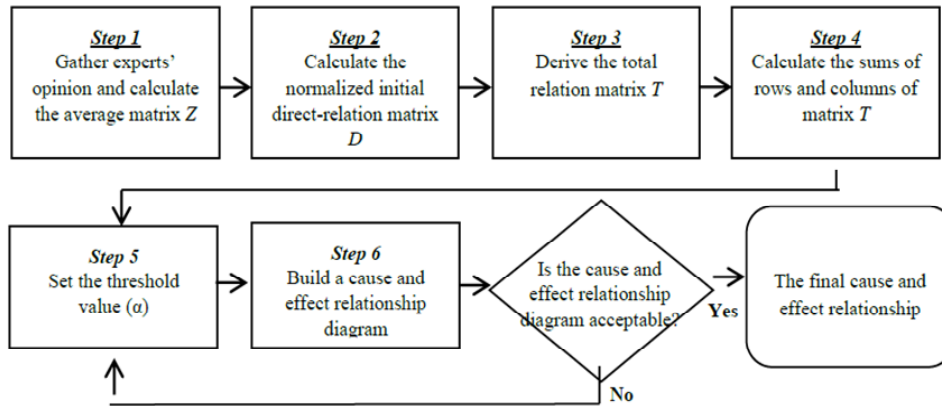 Step 1
Gather experts'
opinion and calculate
the average matrix Z
Step 2
Calculate the
normalized initial
direct-relation matrix
D
Step 3
Derive the total
relation matrix T
Step 4
Calculate the sums of
rows and columns of
matrix T
Step 5
Set the threshold
value (α)
Step 6
Build a cause and
effect relationship
diagram
Is the cause and
effect relationship
diagram acceptable?
Yes
The final cause and
effect relationship
No